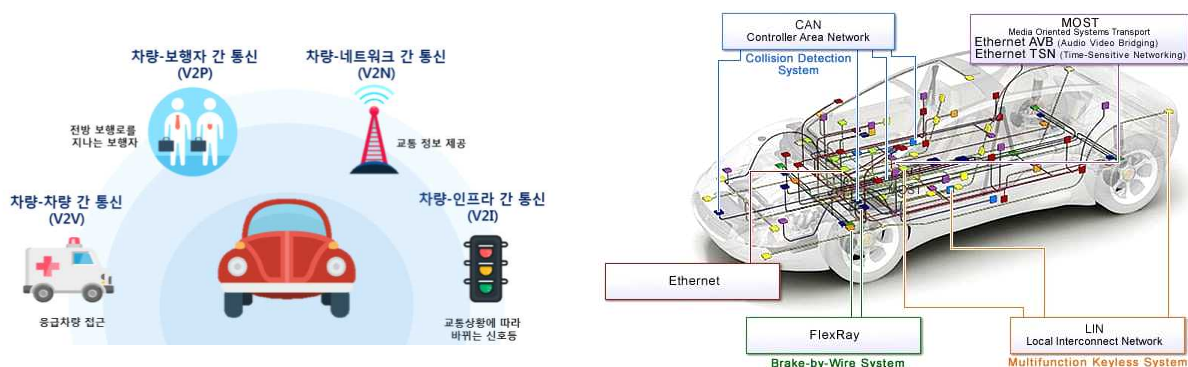 차량-보행자 간 통신
(V2P)
차량-네트워크 간 통신
(V2N)
전방 보행로를
지나는 보행자
교통 정보 제공
차량-차량 간 통신
(V2V)
차량-인프라 간 통신
(V2I)
응급차량 접근
교통상황에 따라
바뀌는 신호등
CAN
Controller Area Network
Collision Detection
System
MOST
Media Oriented Systems Transport
Ethernet AVB (Audio Video Bridging)
Ethernet TSN (Time-Sensitive Networking)
Ethernet
FlexRay
Brake-by-Wire System
LIN
Local Interconnect Network
Multifunction Keyless System